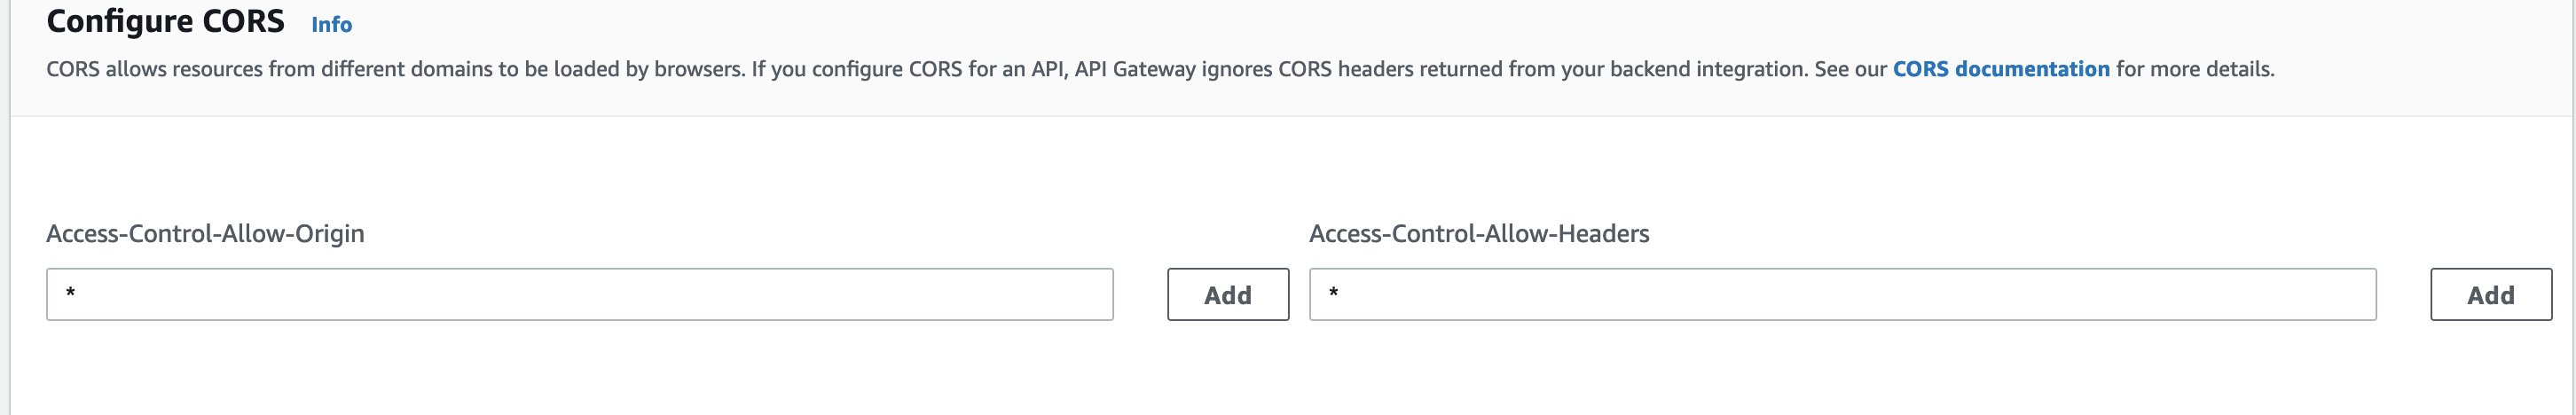 Configure CORS Info
CORS allows resources from different domains to be loaded by browsers. If you configure CORS for an API, API Gateway ignores CORS headers returned from your backend integration. See our CORS documentation for more details.
Access-Control-Allow-Origin
Access-Control-Allow-Headers
*
Add
*
Add